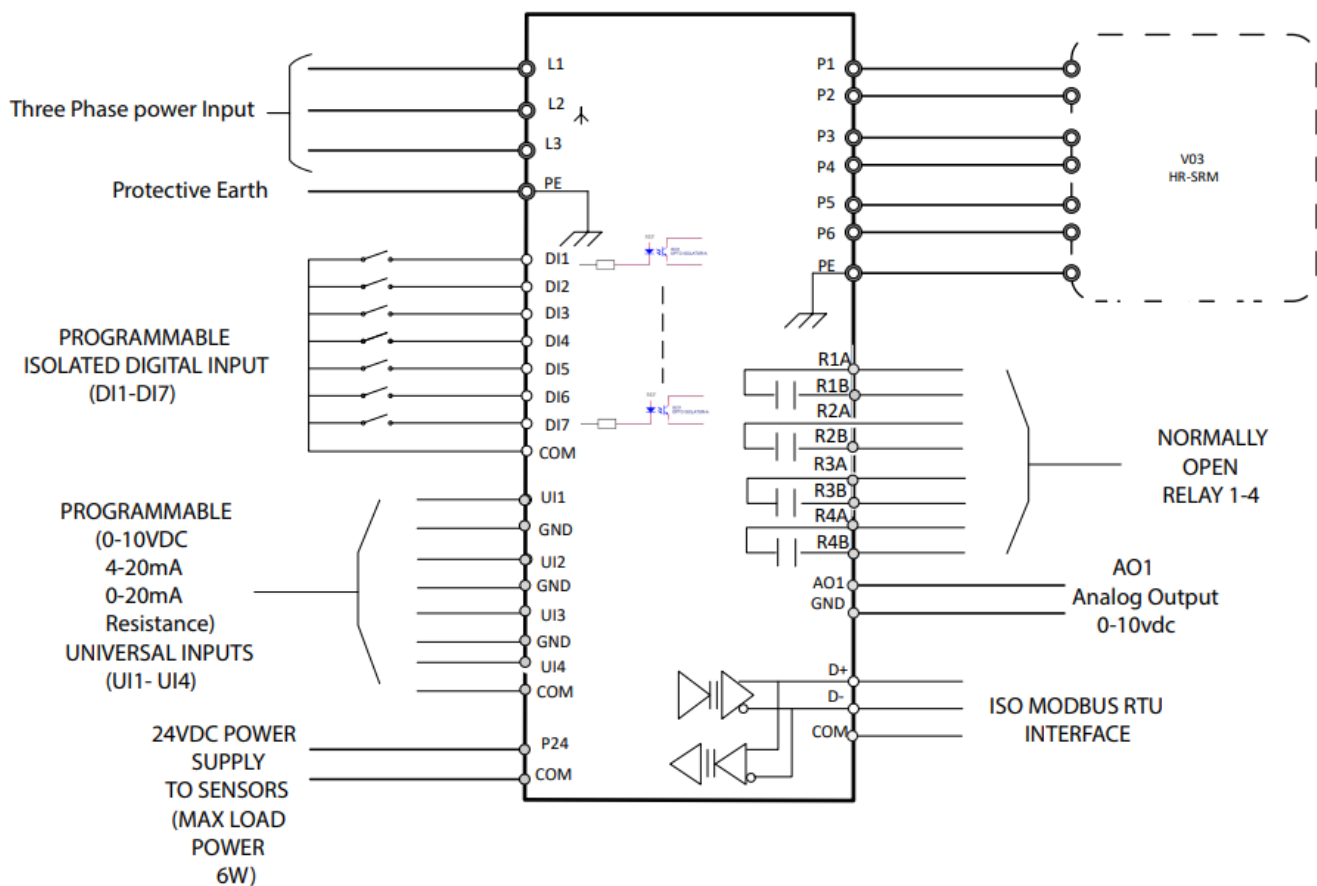 Three Phase power Input
Protective Earth
PROGRAMMABLE
ISOLATED DIGITAL INPUT
(DI1-DI7)
PROGRAMMABLE
(0-10VDC
4-20mA
0-20mA
Resistance)
UNIVERSAL INPUTS
(UI1- UI4)
24VDC POWER
SUPPLY
TO SENSORS
(MAX LOAD
POWER
6W)
L1
L2
L3
PE
DI1
DI2
DI3
DI4
DI5
DI6
DI7
COM
UI1
GND
UI2
GND
UI3
GND
UI4
COM
P24
COM
P1
P2
P3
P4
P5
P6
PE
R1A
R1B
R2A
R2B
R3A
R3B
R4A
R4B
AO1
GND
D+
D-
COM
V03
HR-SRM
NORMALLY
OPEN
RELAY 1-4
AO1
Analog Output
0-10vdc
ISO MODBUS RTU
INTERFACE